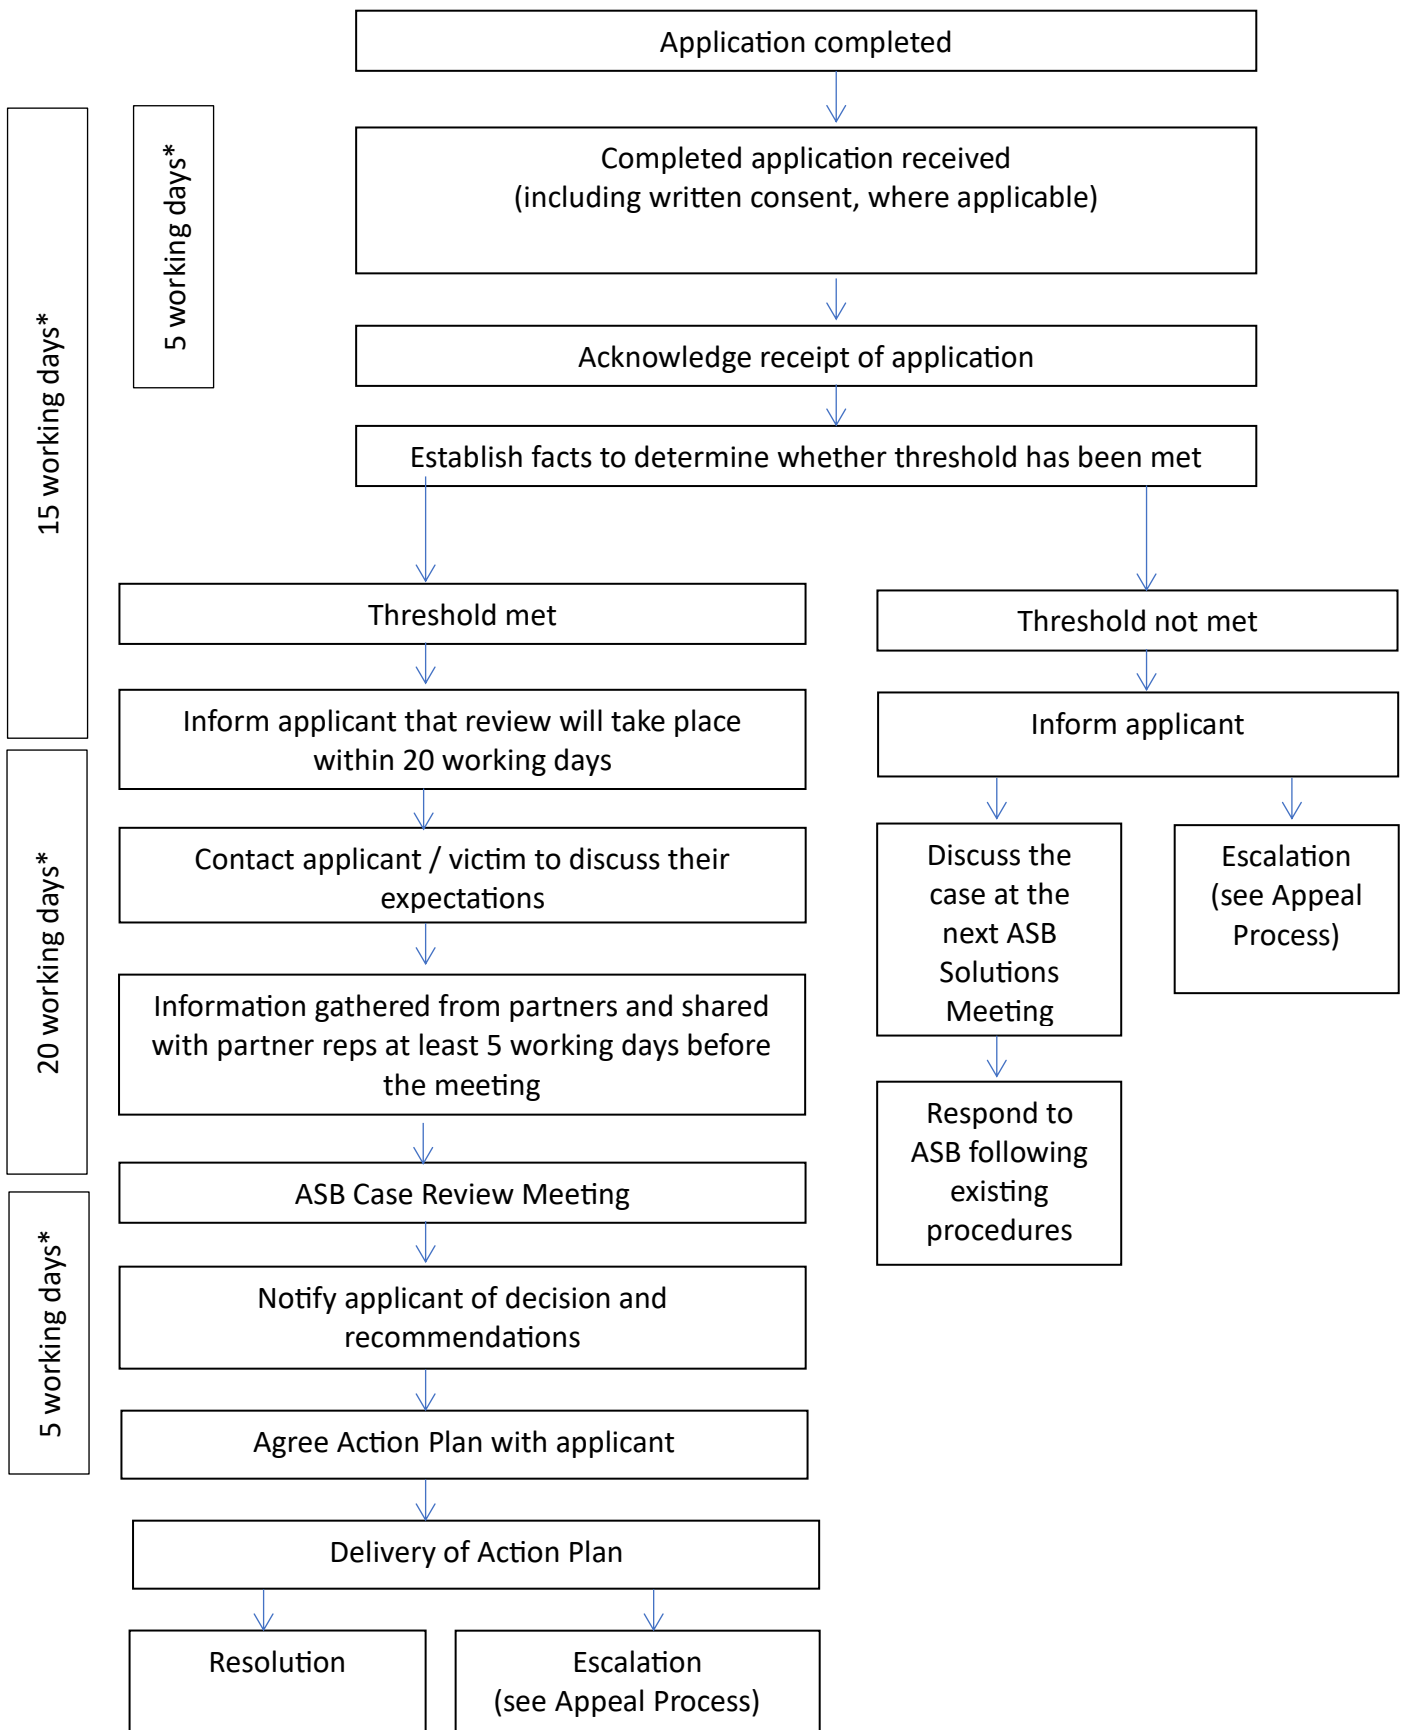 Application completed
5 working days*
15 working days*
Completed application received
(including written consent, where applicable)
Acknowledge receipt of application
Establish facts to determine whether threshold has been met
Threshold met
Threshold not met
Inform applicant that review will take place
within 20 working days
Inform applicant
20 working days*
Contact applicant / victim to discuss their
expectations
Discuss the
case at the
next ASB
Solutions
Meeting
Escalation
(see Appeal
Process)
Information gathered from partners and shared
with partner reps at least 5 working days before
the meeting
Respond to
ASB following
existing
procedures
ASB Case Review Meeting
5 working days*
Notify applicant of decision and
recommendations
Agree Action Plan with applicant
Delivery of Action Plan
Resolution
Escalation
(see Appeal Process)